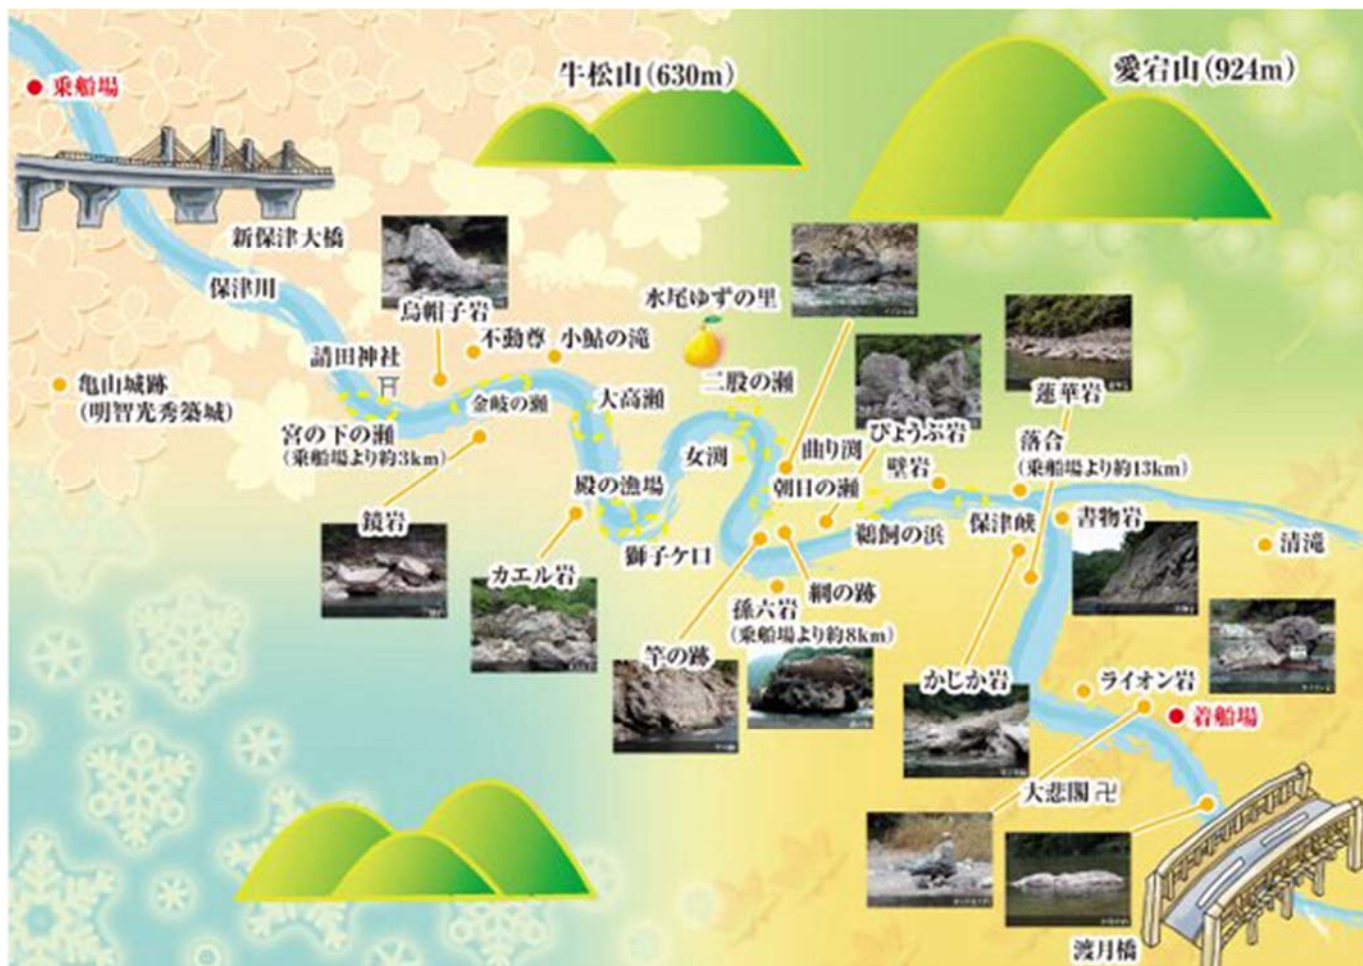 乗船場
牛松山(630m)
愛宕山(924m)
新保津大橋
保津川
烏帽子岩
水尾ゆずの里
請田神社
不動尊
小鮎の滝
亀山城跡
(明智光秀築城)
金岐の瀬
大高瀬
二股の瀬
蓮華岩
宮の下の瀬
(乗船場より約3km)
女渕
曲り渕
びょうぶ岩
落合
(乗船場より約13km)
壁岩
殿の漁場
朝日の瀬
鏡岩
獅子ケ口
鵜飼の浜
保津峡
書物岩
清滝
カエル岩
綱の跡
孫六岩
(乗船場より約8km)
竿の跡
かじか岩
ライオン岩
着船場
大悲閣 卍
渡月橋